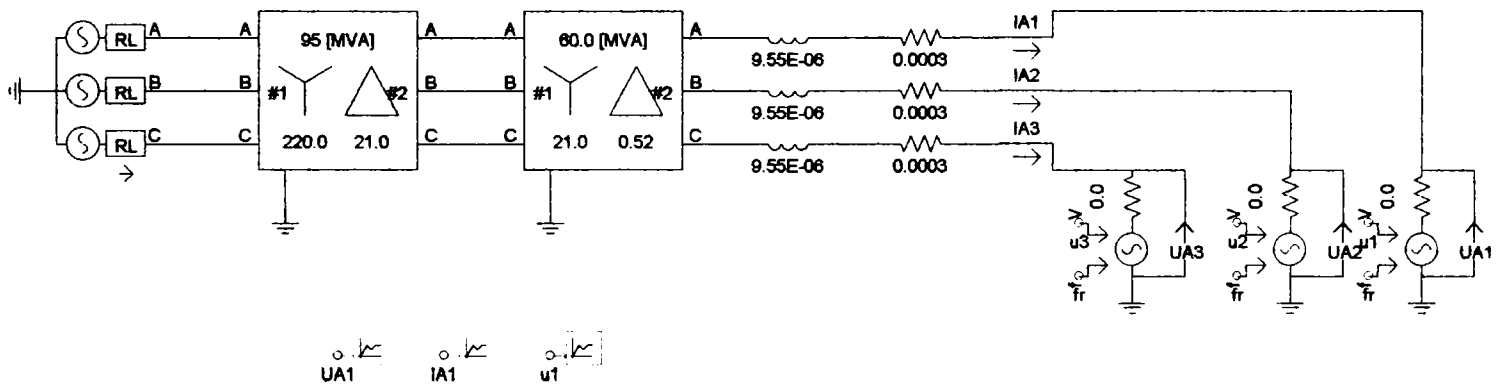 RL A A 95 [MVA] A A 60.0 [MVA] A 9.55E-06 0.0003 IA1
RL B B #1 #2 B B #1 #2 B 9.55E-06 0.0003 IA2
RL C C 220.0 21.0 C C 21.0 0.52 C 9.55E-06 0.0003 IA3
0.0 0.0 0.0
V V V
u3 UA3 u2 UA2 u1 UA1
f f f
fr fr fr
UA1 IA1 u1